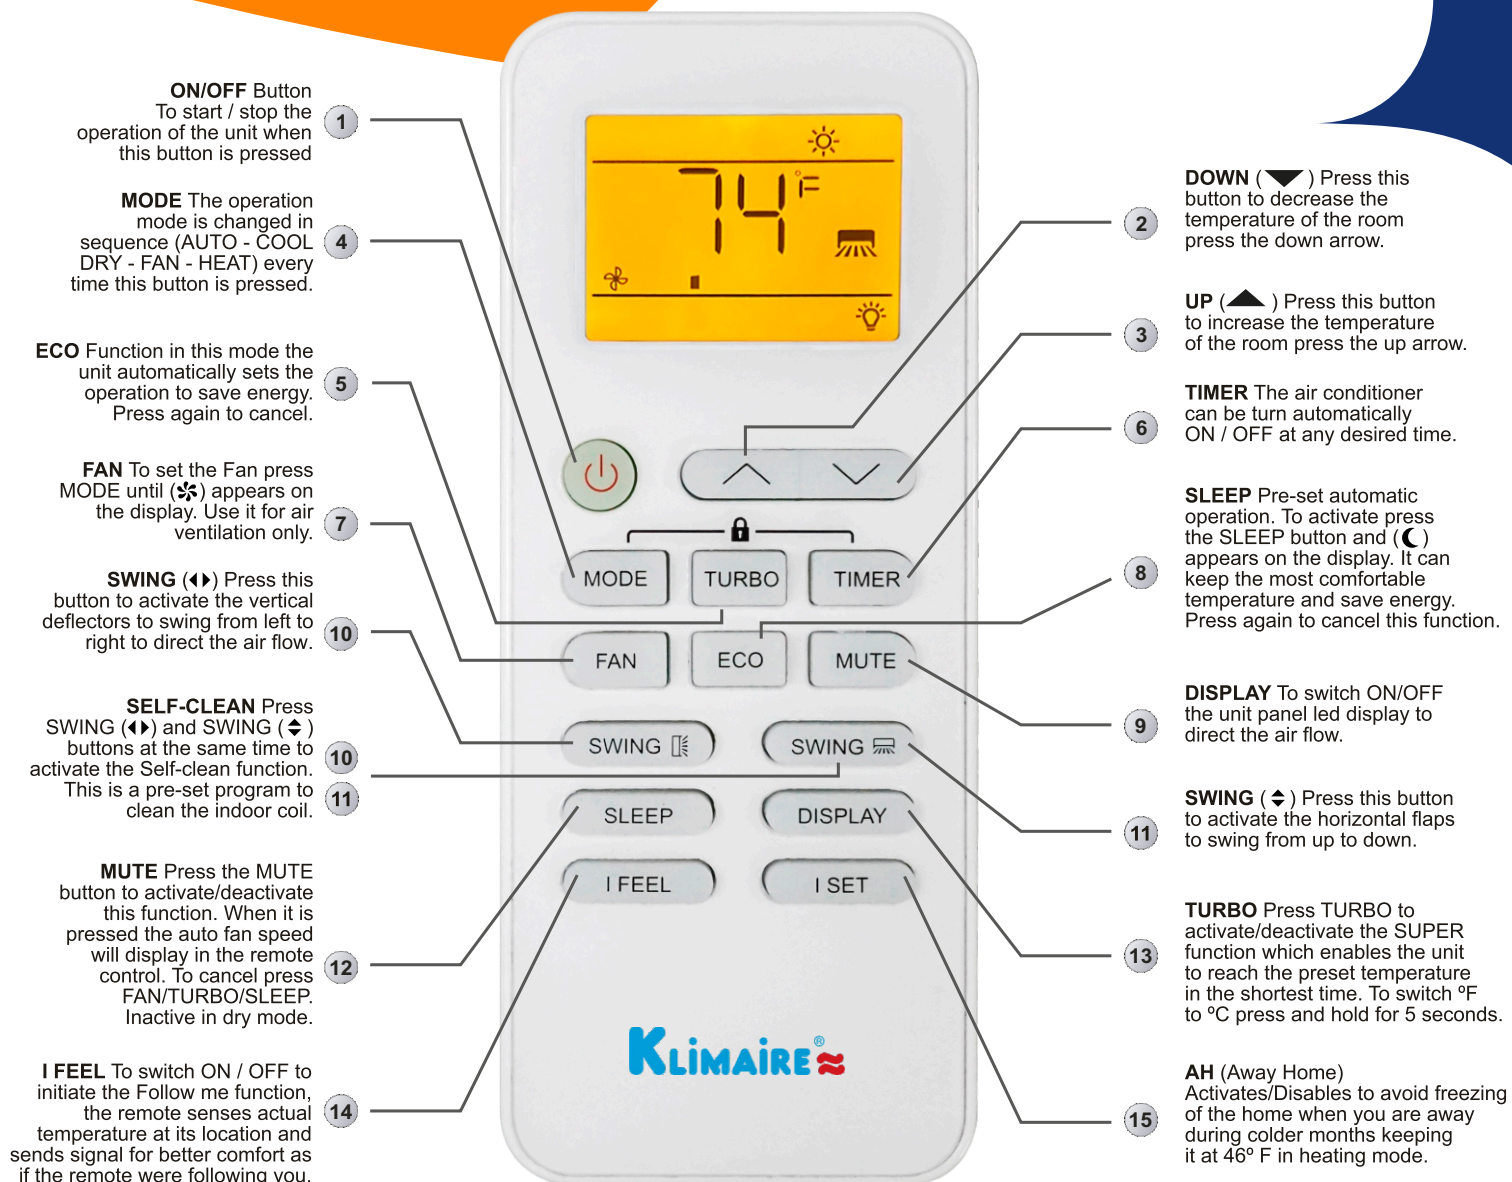 ON/OFF Button
To start / stop the
operation of the unit when
this button is pressed
1
MODE The operation
mode is changed in
sequence (AUTO - COOL
DRY - FAN - HEAT) every
time this button is pressed.
4
ECO Function in this mode the
unit automatically sets the
operation to save energy.
Press again to cancel.
5
FAN To set the Fan press
MODE until ( ) appears on
the display. Use it for air
ventilation only.
7
SWING ( ) Press this
button to activate the vertical
deflectors to swing from left to
right to direct the air flow.
10
SELF-CLEAN Press
SWING ( ) and SWING ( )
buttons at the same time to
activate the Self-clean function.
This is a pre-set program to
clean the indoor coil.
10
11
MUTE Press the MUTE
button to activate/deactivate
this function. When it is
pressed the auto fan speed
will display in the remote
control. To cancel press
FAN/TURBO/SLEEP.
Inactive in dry mode.
12
I FEEL To switch ON / OFF to
initiate the Follow me function,
the remote senses actual
temperature at its location and
sends signal for better comfort as
if the remote were following you.
14
74 °F
MODE TURBO TIMER
FAN ECO MUTE
SWING SWING
SLEEP DISPLAY
I FEEL I SET
KLIMAIRE®
2
DOWN (▼) Press this
button to decrease the
temperature of the room
press the down arrow.
3
UP (▲ ) Press this button
to increase the temperature
of the room press the up arrow.
6
TIMER The air conditioner
can be turn automatically
ON / OFF at any desired time.
8
SLEEP Pre-set automatic
operation. To activate press
the SLEEP button and ( )
appears on the display. It can
keep the most comfortable
temperature and save energy.
Press again to cancel this function.
9
DISPLAY To switch ON/OFF
the unit panel led display to
direct the air flow.
11
SWING ( ) Press this button
to activate the horizontal flaps
to swing from up to down.
13
TURBO Press TURBO to
activate/deactivate the SUPER
function which enables the unit
to reach the preset temperature
in the shortest time. To switch ºF
to ºC press and hold for 5 seconds.
15
AH (Away Home)
Activates/Disables to avoid freezing
of the home when you are away
during colder months keeping
it at 46º F in heating mode.